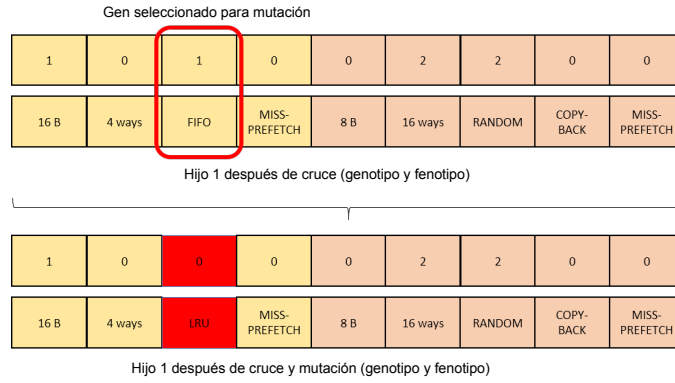 Gen seleccionado para mutación
1 0 1 0 0 2 2 0 0
16 B 4 ways FIFO MISS-PREFETCH 8 B 16 ways RANDOM COPY-BACK MISS-PREFETCH
Hijo 1 después de cruce (genotipo y fenotipo)
1 0 0 0 0 2 2 0 0
16 B 4 ways LRU MISS-PREFETCH 8 B 16 ways RANDOM COPY-BACK MISS-PREFETCH
Hijo 1 después de cruce y mutación (genotipo y fenotipo)